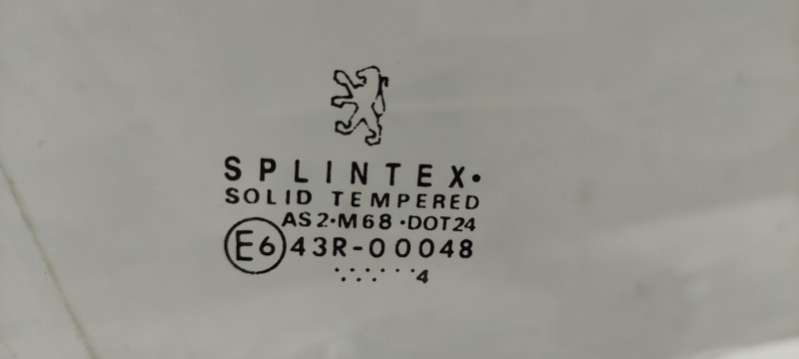 SPLINTEX·
SOLID TEMPERED
AS2·M68·DOT24
E6 43R-00048
4